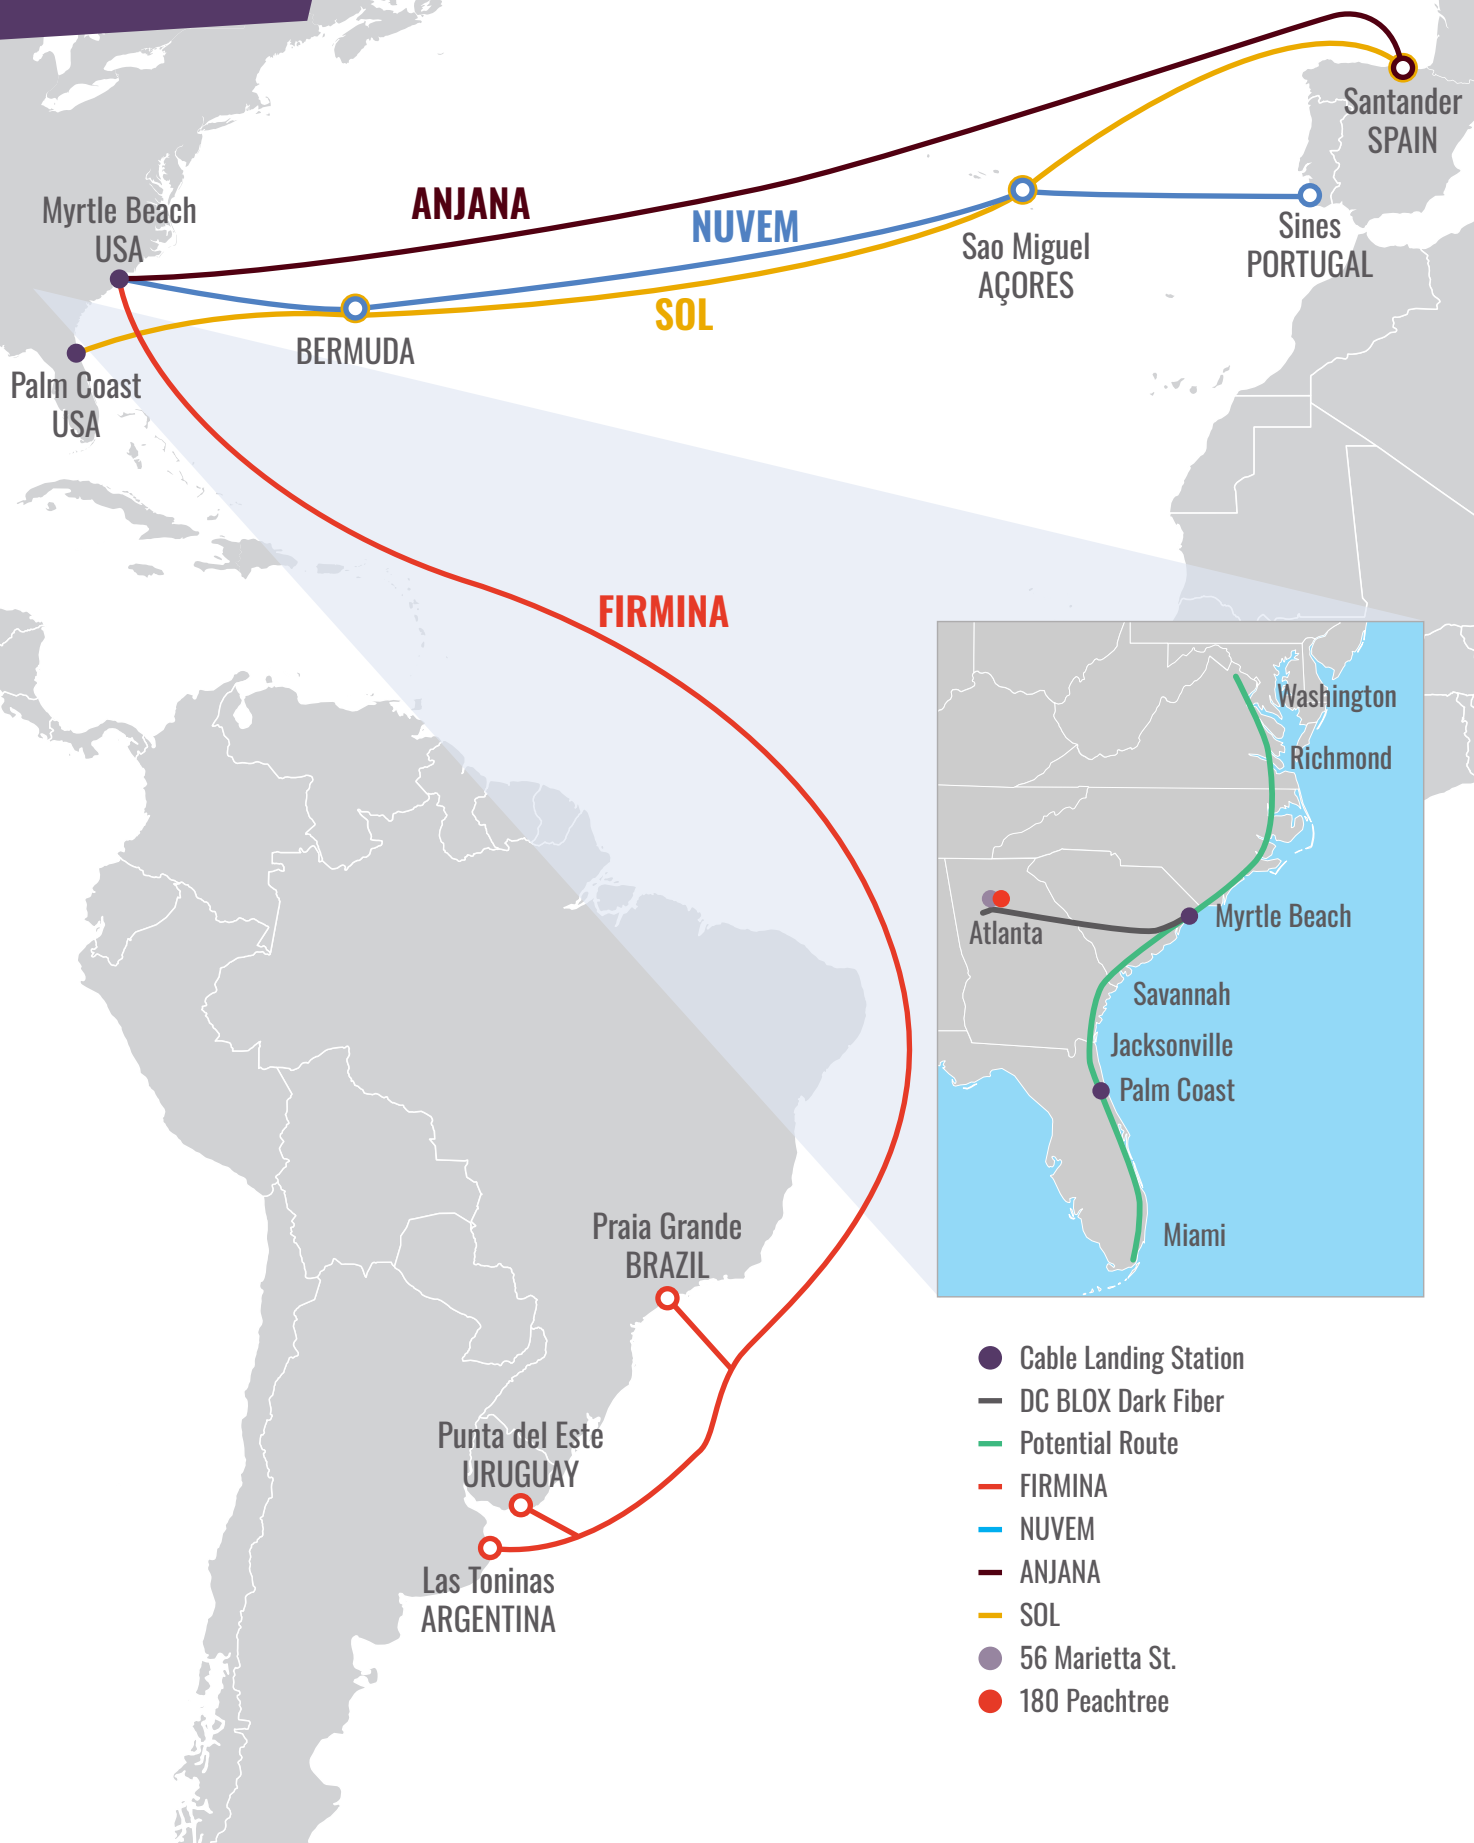 Santander
SPAIN
Myrtle Beach
USA
ANJANA
NUVEM
Sines
PORTUGAL
Sao Miguel
AÇORES
SOL
BERMUDA
Palm Coast
USA
FIRMINA
Washington
Richmond
Myrtle Beach
Atlanta
Savannah
Jacksonville
Palm Coast
Miami
Praia Grande
BRAZIL
Punta del Este
URUGUAY
Las Toninas
ARGENTINA
Cable Landing Station
DC BLOX Dark Fiber
Potential Route
FIRMINA
NUVEM
ANJANA
SOL
56 Marietta St.
180 Peachtree